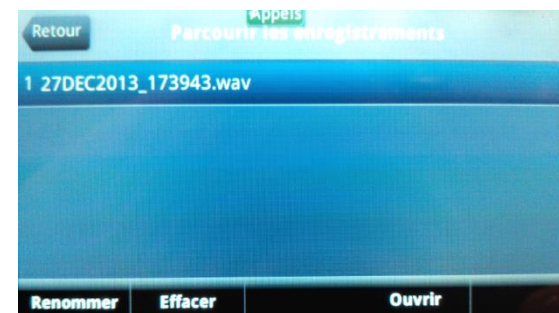 Appels
Retour Parcourir les enregistrements
1 27DEC2013_173943.wav
Renommer Effacer Ouvrir